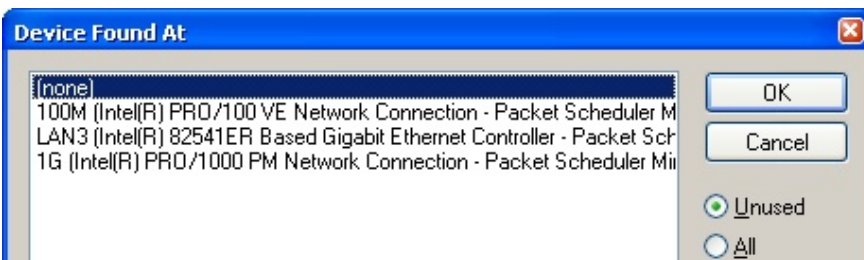 Device Found At
(none)
100M (Intel(R) PRO/100 VE Network Connection - Packet Scheduler M
LAN3 (Intel(R) 82541ER Based Gigabit Ethernet Controller - Packet Sch
1G (Intel(R) PRO/1000 PM Network Connection - Packet Scheduler Mi
OK
Cancel
Unused
All